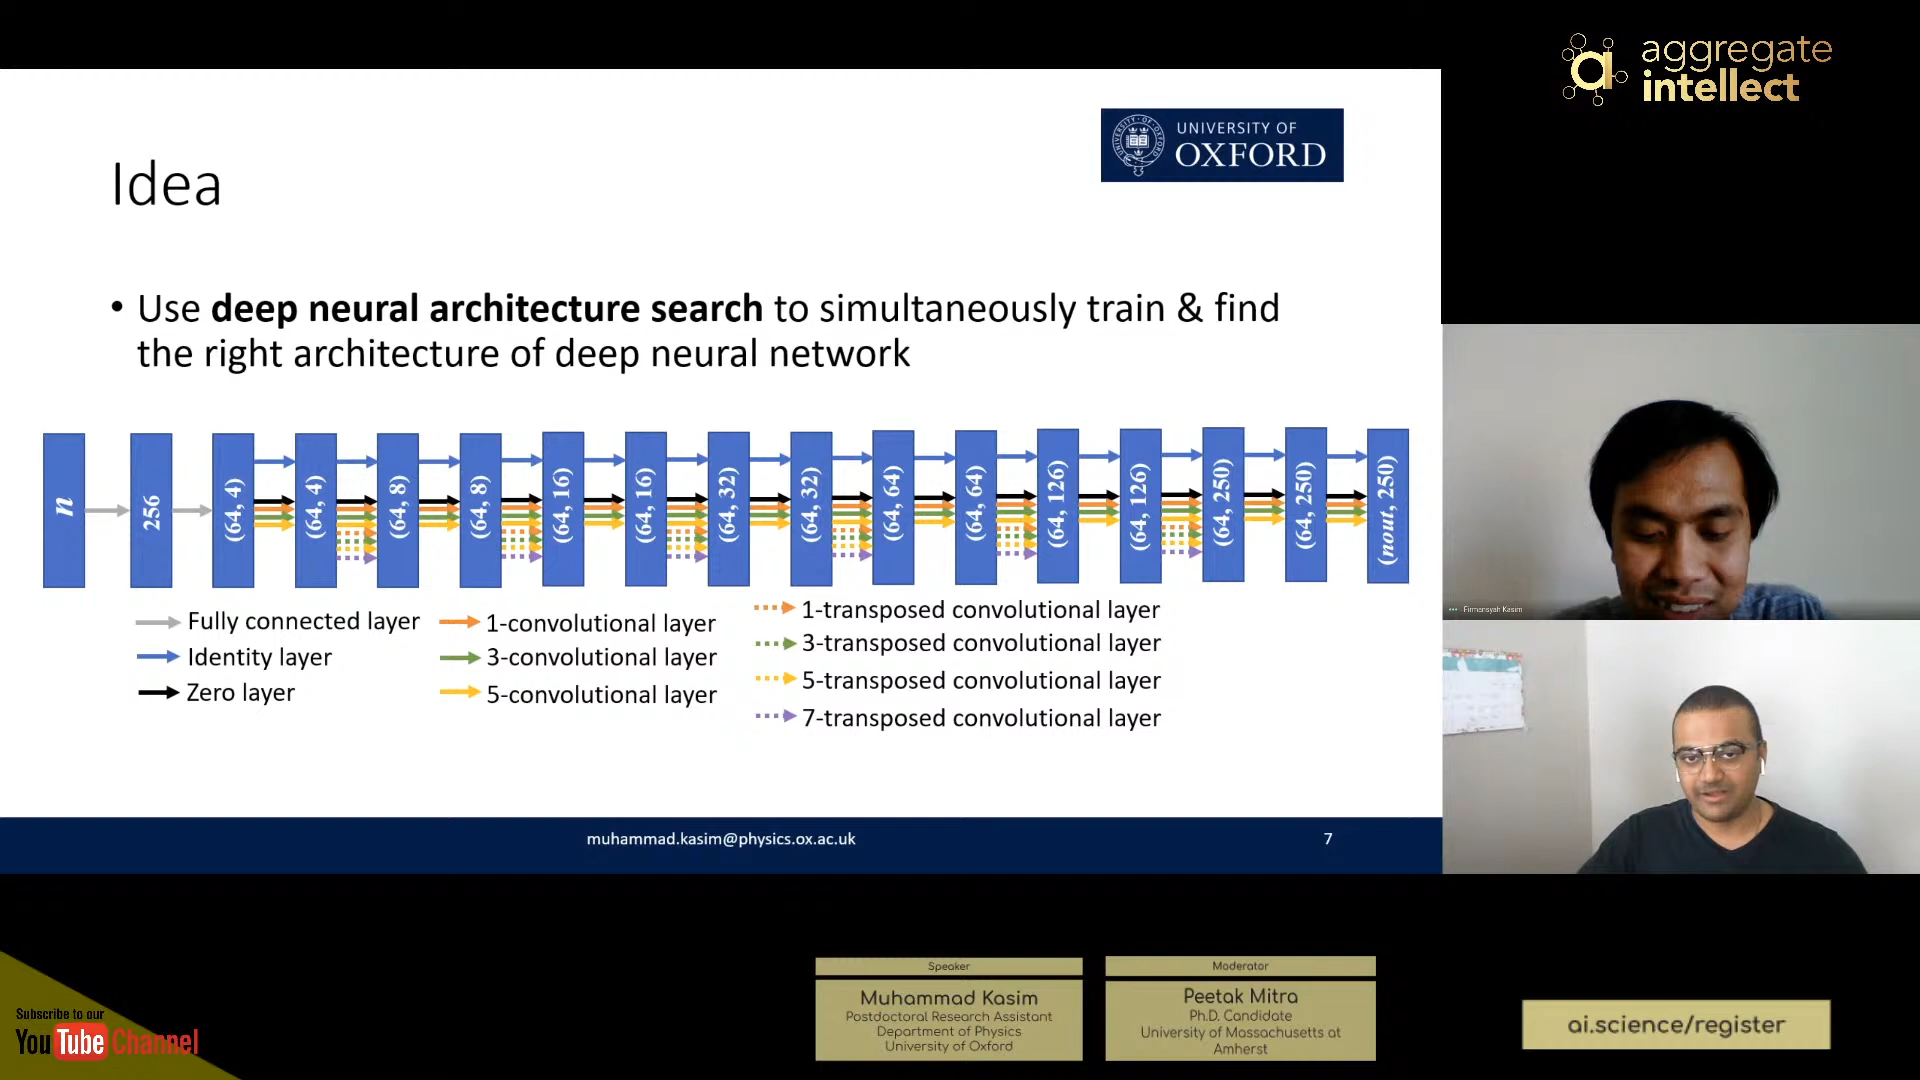 aggregate
intellect
UNIVERSITY OF
OXFORD
Idea
• Use deep neural architecture search to simultaneously train & find
the right architecture of deep neural network
n
256
(64, 4)
(64, 4)
(64, 8)
(64, 8)
(64, 16)
(64, 16)
(64, 32)
(64, 32)
(64, 64)
(64, 64)
(64, 126)
(64, 126)
(64, 250)
(64, 250)
(nout, 250)
Fully connected layer
Identity layer
Zero layer
1-convolutional layer
3-convolutional layer
5-convolutional layer
1-transposed convolutional layer
3-transposed convolutional layer
5-transposed convolutional layer
7-transposed convolutional layer
muhammad.kasim@physics.ox.ac.uk
7
Firmansyah Kasim
Speaker
Muhammad Kasim
Postdoctoral Research Assistant
Department of Physics
University of Oxford
Moderator
Peetak Mitra
Ph.D. Candidate
University of Massachusetts at
Amherst
ai.science/register
Subscribe to our
YouTube Channel